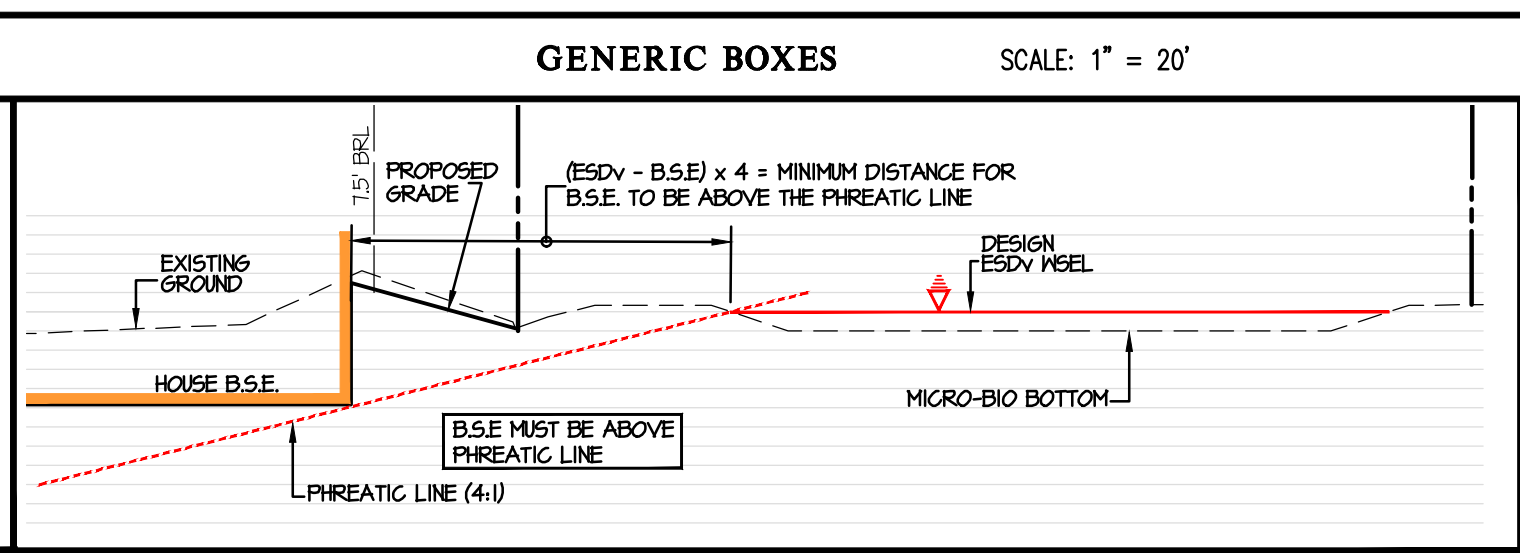 GENERIC BOXES
SCALE: 1" = 20'
7.5' BRL
PROPOSED
GRADE
(ESDv - B.S.E) x 4 = MINIMUM DISTANCE FOR
B.S.E. TO BE ABOVE THE PHREATIC LINE
EXISTING
GROUND
DESIGN
ESDv WSEL
HOUSE B.S.E.
MICRO-BIO BOTTOM
B.S.E MUST BE ABOVE
PHREATIC LINE
PHREATIC LINE (4:1)